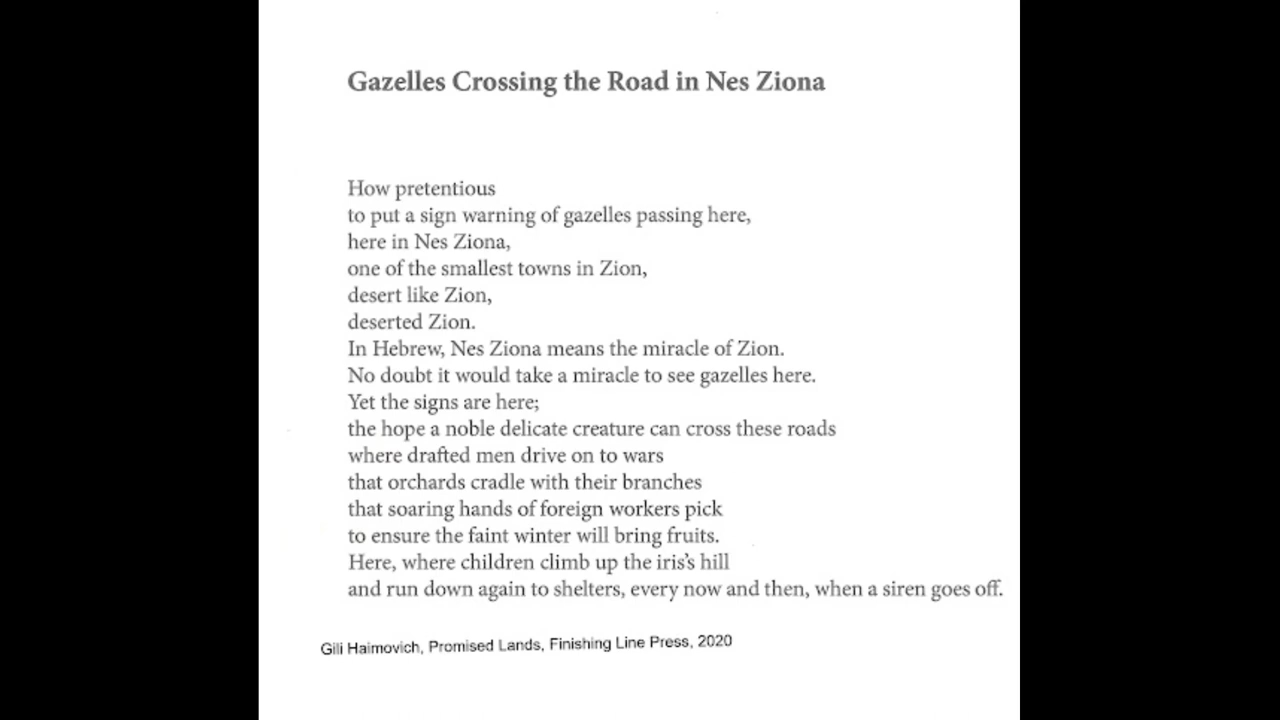 Gazelles Crossing the Road in Nes Ziona
How pretentious
to put a sign warning of gazelles passing here,
here in Nes Ziona,
one of the smallest towns in Zion,
desert like Zion,
deserted Zion.
In Hebrew, Nes Ziona means the miracle of Zion.
No doubt it would take a miracle to see gazelles here.
Yet the signs are here;
the hope a noble delicate creature can cross these roads
where drafted men drive on to wars
that orchards cradle with their branches
that soaring hands of foreign workers pick
to ensure the faint winter will bring fruits.
Here, where children climb up the iris's hill
and run down again to shelters, every now and then, when a siren goes off.
Gili Haimovich, Promised Lands, Finishing Line Press, 2020